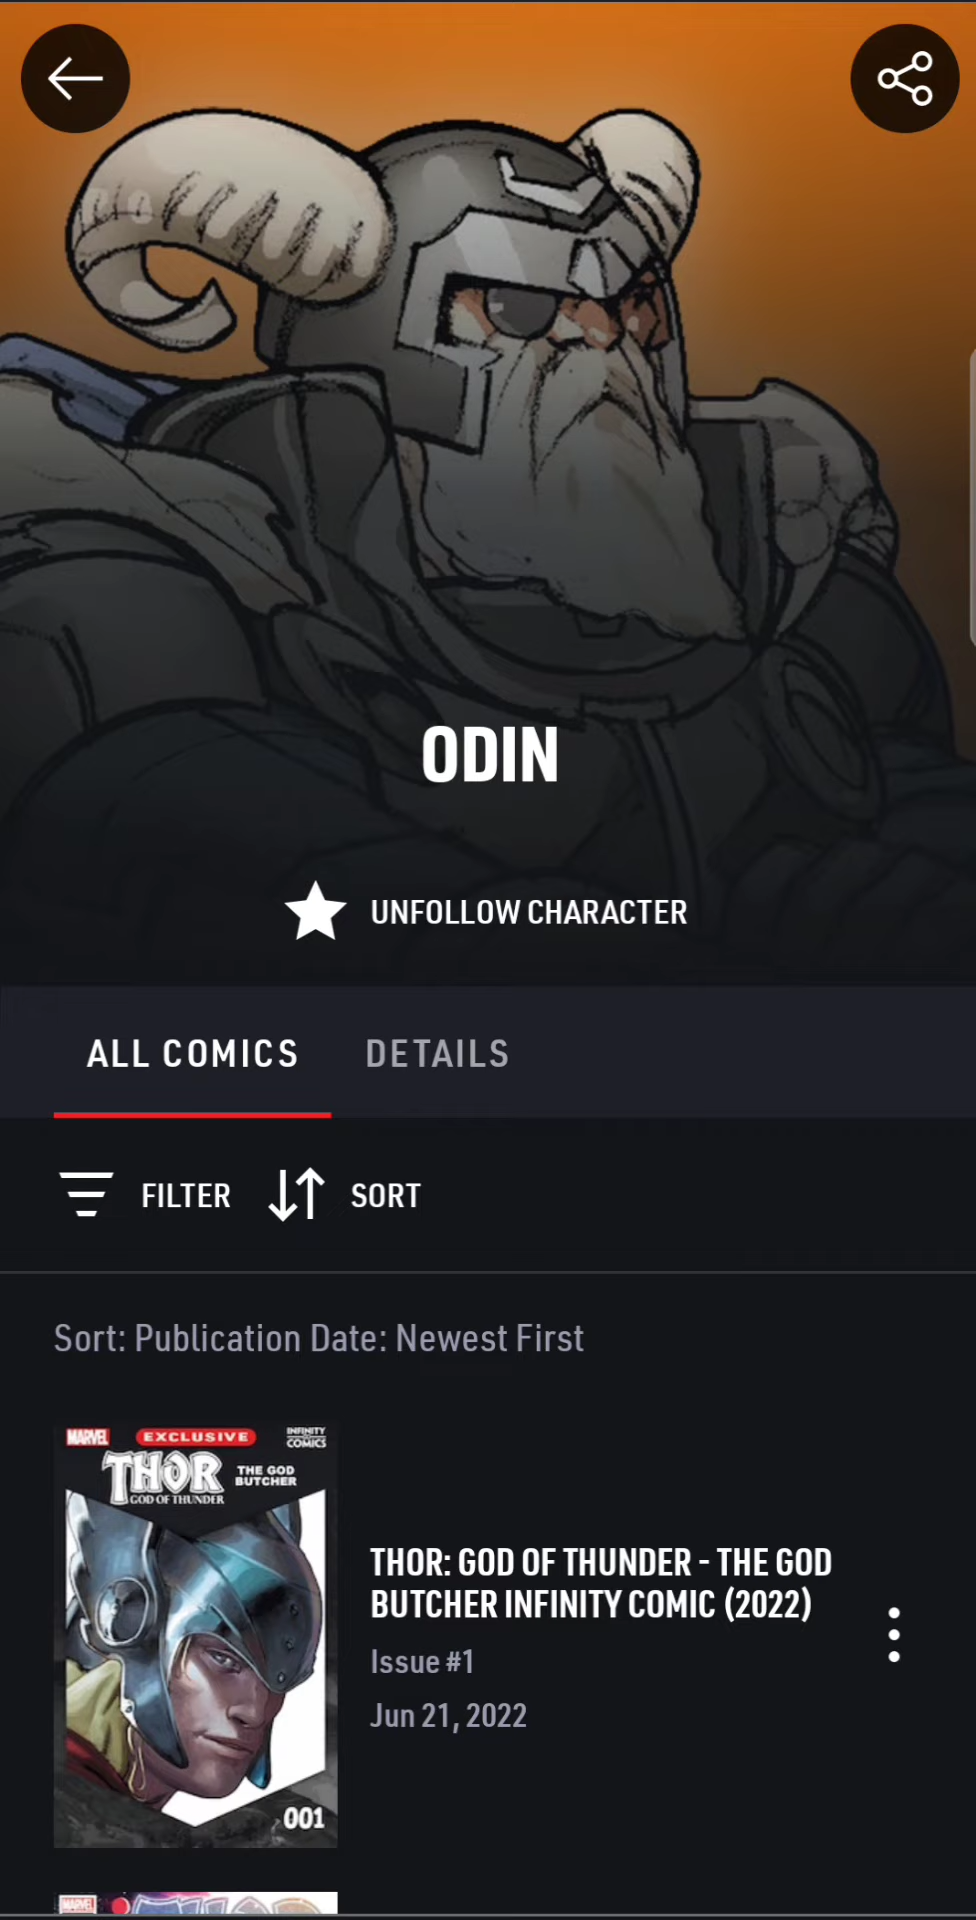 ODIN
UNFOLLOW CHARACTER
ALL COMICS DETAILS
FILTER SORT
Sort: Publication Date: Newest First
MARVEL EXCLUSIVE INFINITY COMICS
THOR THE GOD BUTCHER
GOD OF THUNDER
001
THOR: GOD OF THUNDER - THE GOD
BUTCHER INFINITY COMIC (2022)
Issue #1
Jun 21, 2022
MARVEL